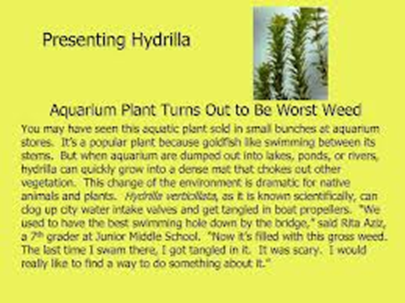 Presenting Hydrilla
Aquarium Plant Turns Out to Be Worst Weed
You may have seen this aquatic plant sold in small bunches at aquarium
stores.  It's a popular plant because goldfish like swimming between its
stems.  But when aquarium are dumped out into lakes, ponds, or rivers,
hydrilla can quickly grow into a dense mat that chokes out other
vegetation.  This change of the environment is dramatic for native
animals and plants.  Hydrilla verticillata, as it is known scientifically, can
clog up city water intake valves and get tangled in boat propellers.  "We
used to have the best swimming hole down by the bridge," said Rita Aziz,
a 7th grader at Junior Middle School.  "Now it's filled with this gross weed.
The last time I swam there, I got tangled in it.  It was scary.  I would
really like to find a way to do something about it."